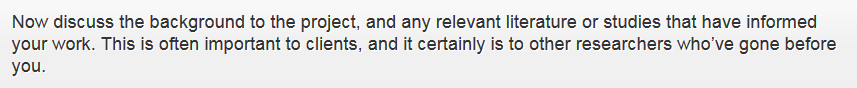 Now discuss the background to the project, and any relevant literature or studies that have informed
your work. This is often important to clients, and it certainly is to other researchers who've gone before
you.